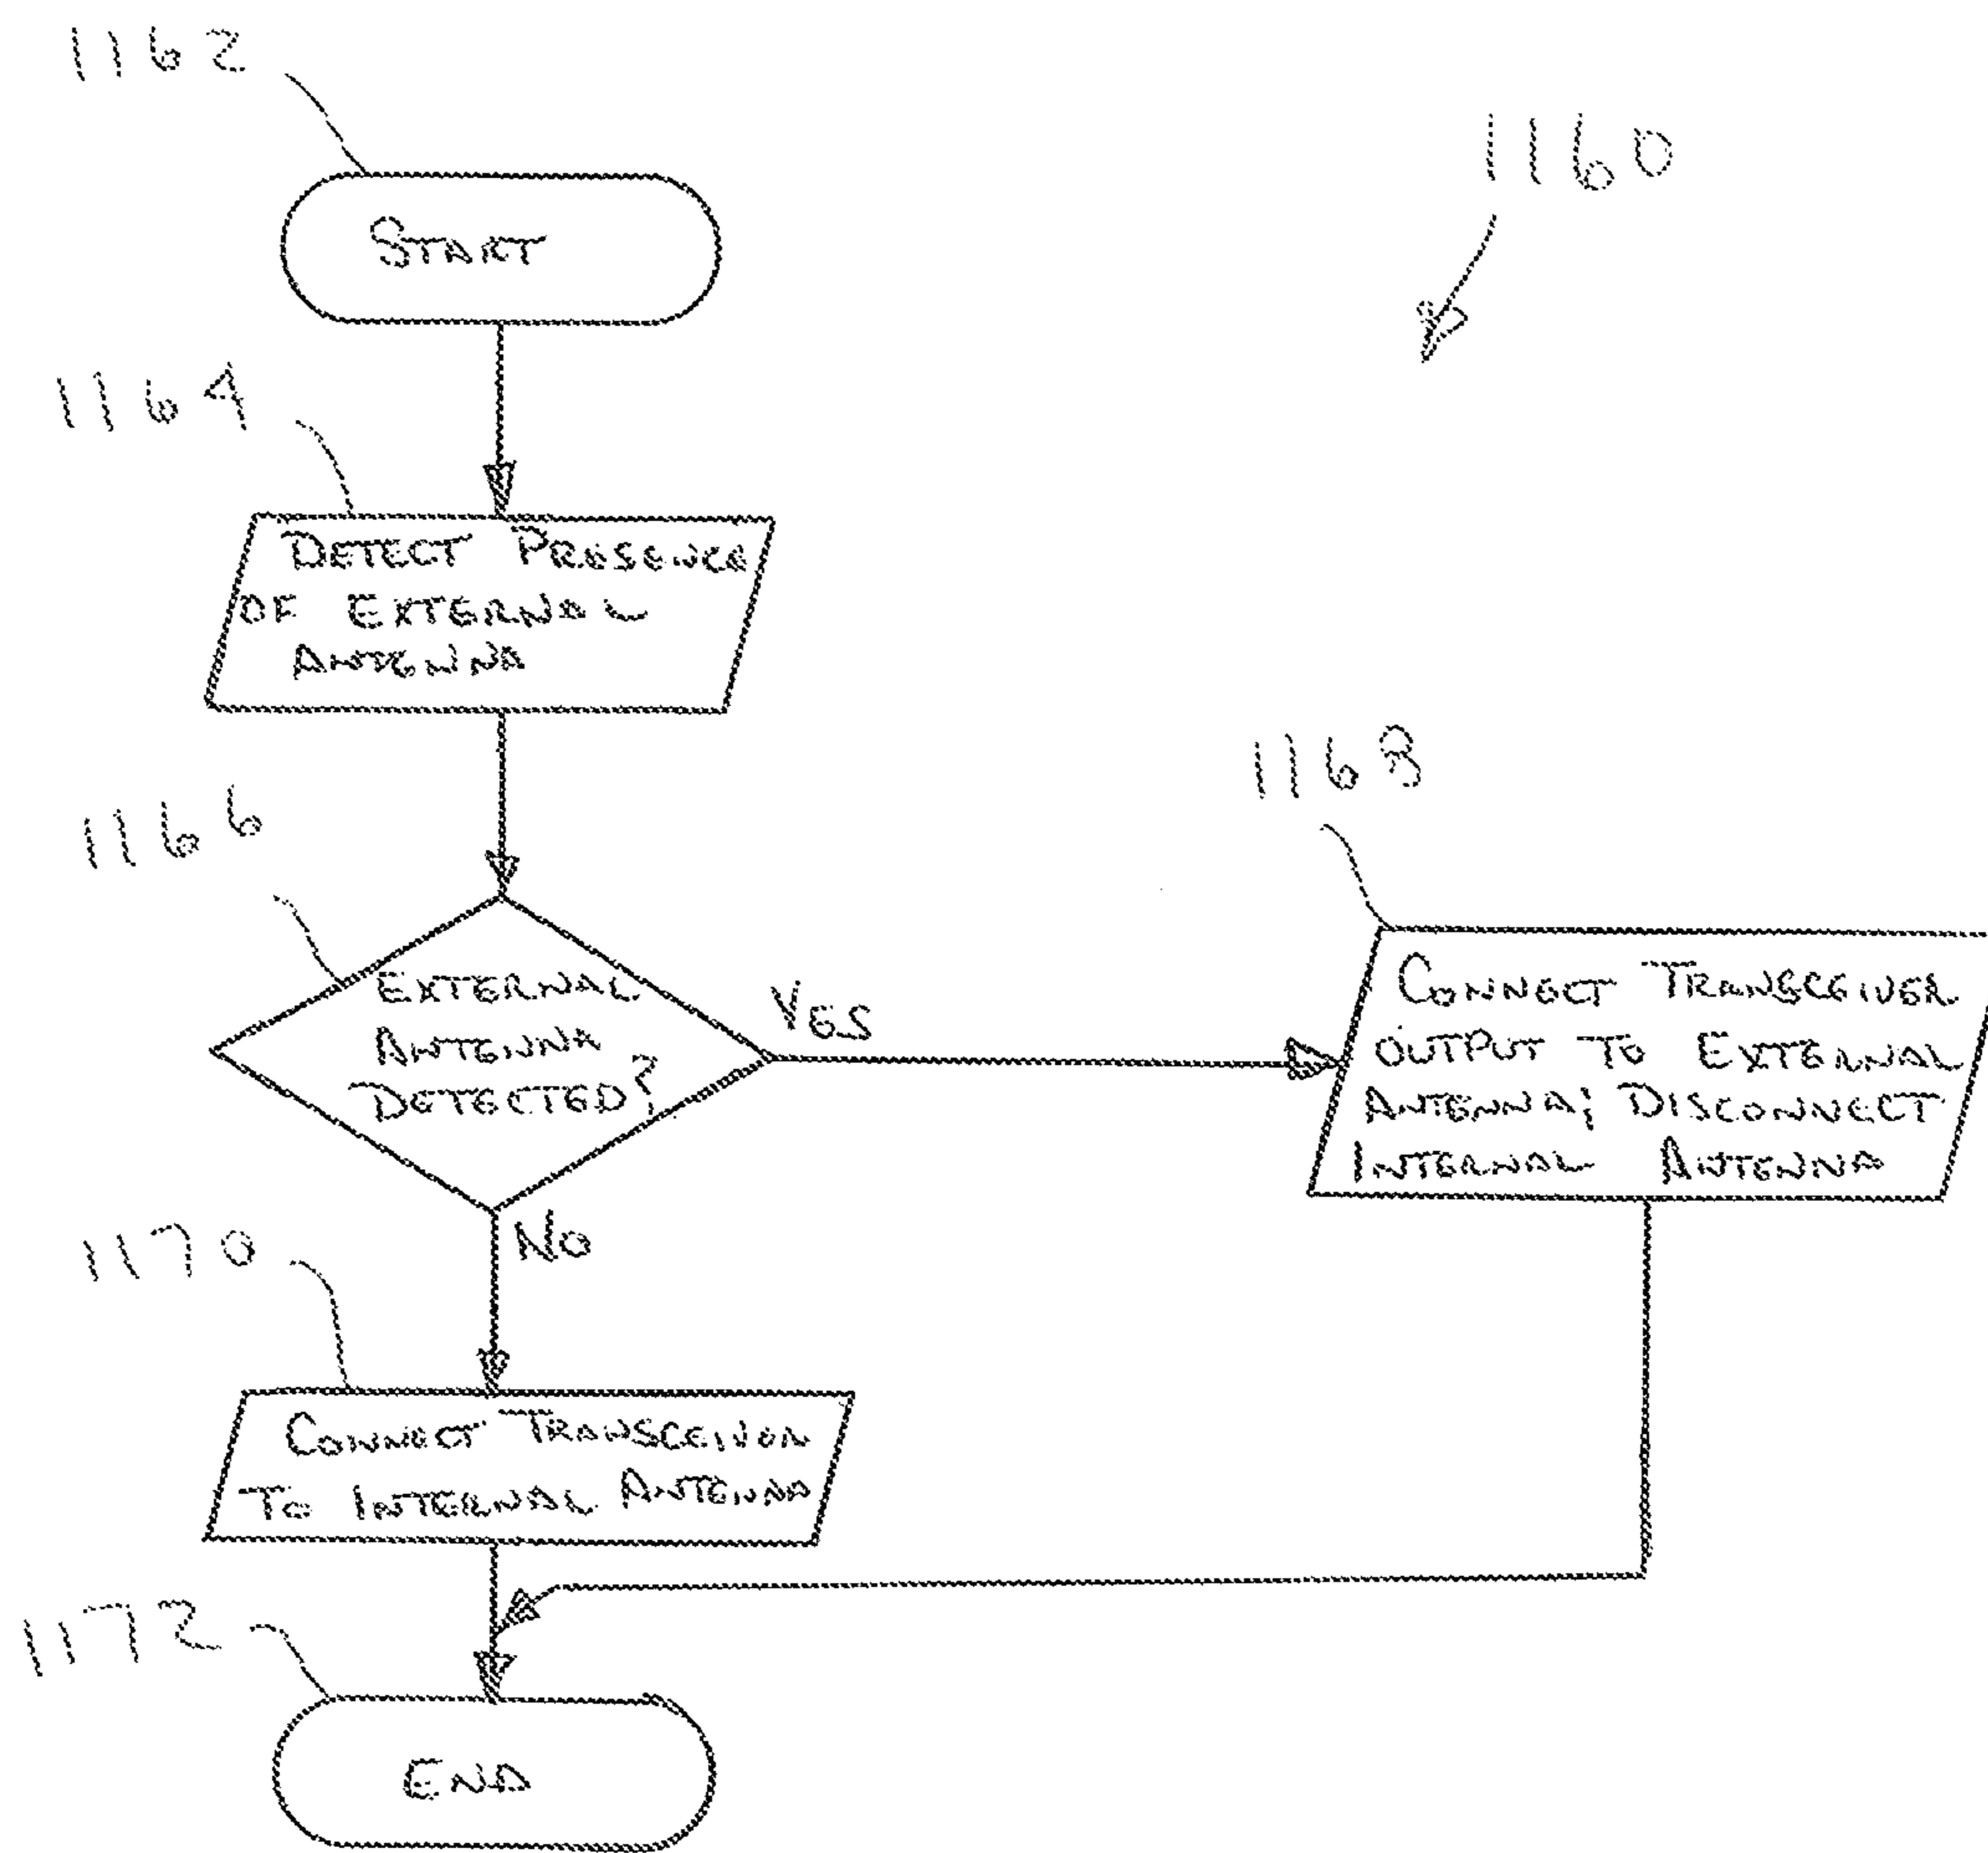 1162
1160
START
1164
DETECT PRESENCE
OF EXTERNAL
ANTENNA
1166
EXTERNAL
ANTENNA
DETECTED?
YES
1168
CONNECT TRANSCEIVER
OUTPUT TO EXTERNAL
ANTENNA; DISCONNECT
INTERNAL ANTENNA
NO
1170
CONNECT TRANSCEIVER
TO INTERNAL ANTENNA
1172
END